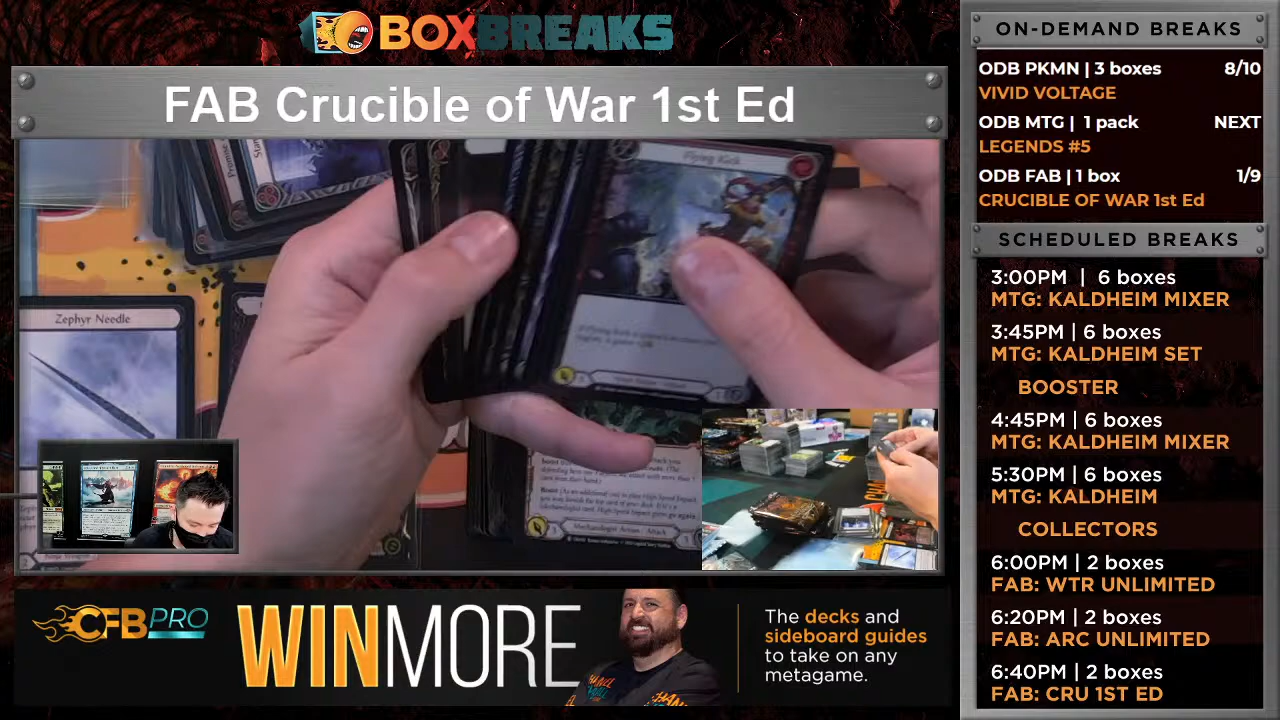 BOXBREAKS
FAB Crucible of War 1st Ed
Flying Kick
Zephyr Needle
ON-DEMAND BREAKS
ODB PKMN | 3 boxes 8/10
VIVID VOLTAGE
ODB MTG | 1 pack NEXT
LEGENDS #5
ODB FAB | 1 box 1/9
CRUCIBLE OF WAR 1st Ed
SCHEDULED BREAKS
3:00PM | 6 boxes
MTG: KALDHEIM MIXER
3:45PM | 6 boxes
MTG: KALDHEIM SET
BOOSTER
4:45PM | 6 boxes
MTG: KALDHEIM MIXER
5:30PM | 6 boxes
MTG: KALDHEIM
COLLECTORS
6:00PM | 2 boxes
FAB: WTR UNLIMITED
6:20PM | 2 boxes
FAB: ARC UNLIMITED
6:40PM | 2 boxes
FAB: CRU 1ST ED
CFBPRO
WINMORE
The decks and
sideboard guides
to take on any
metagame.